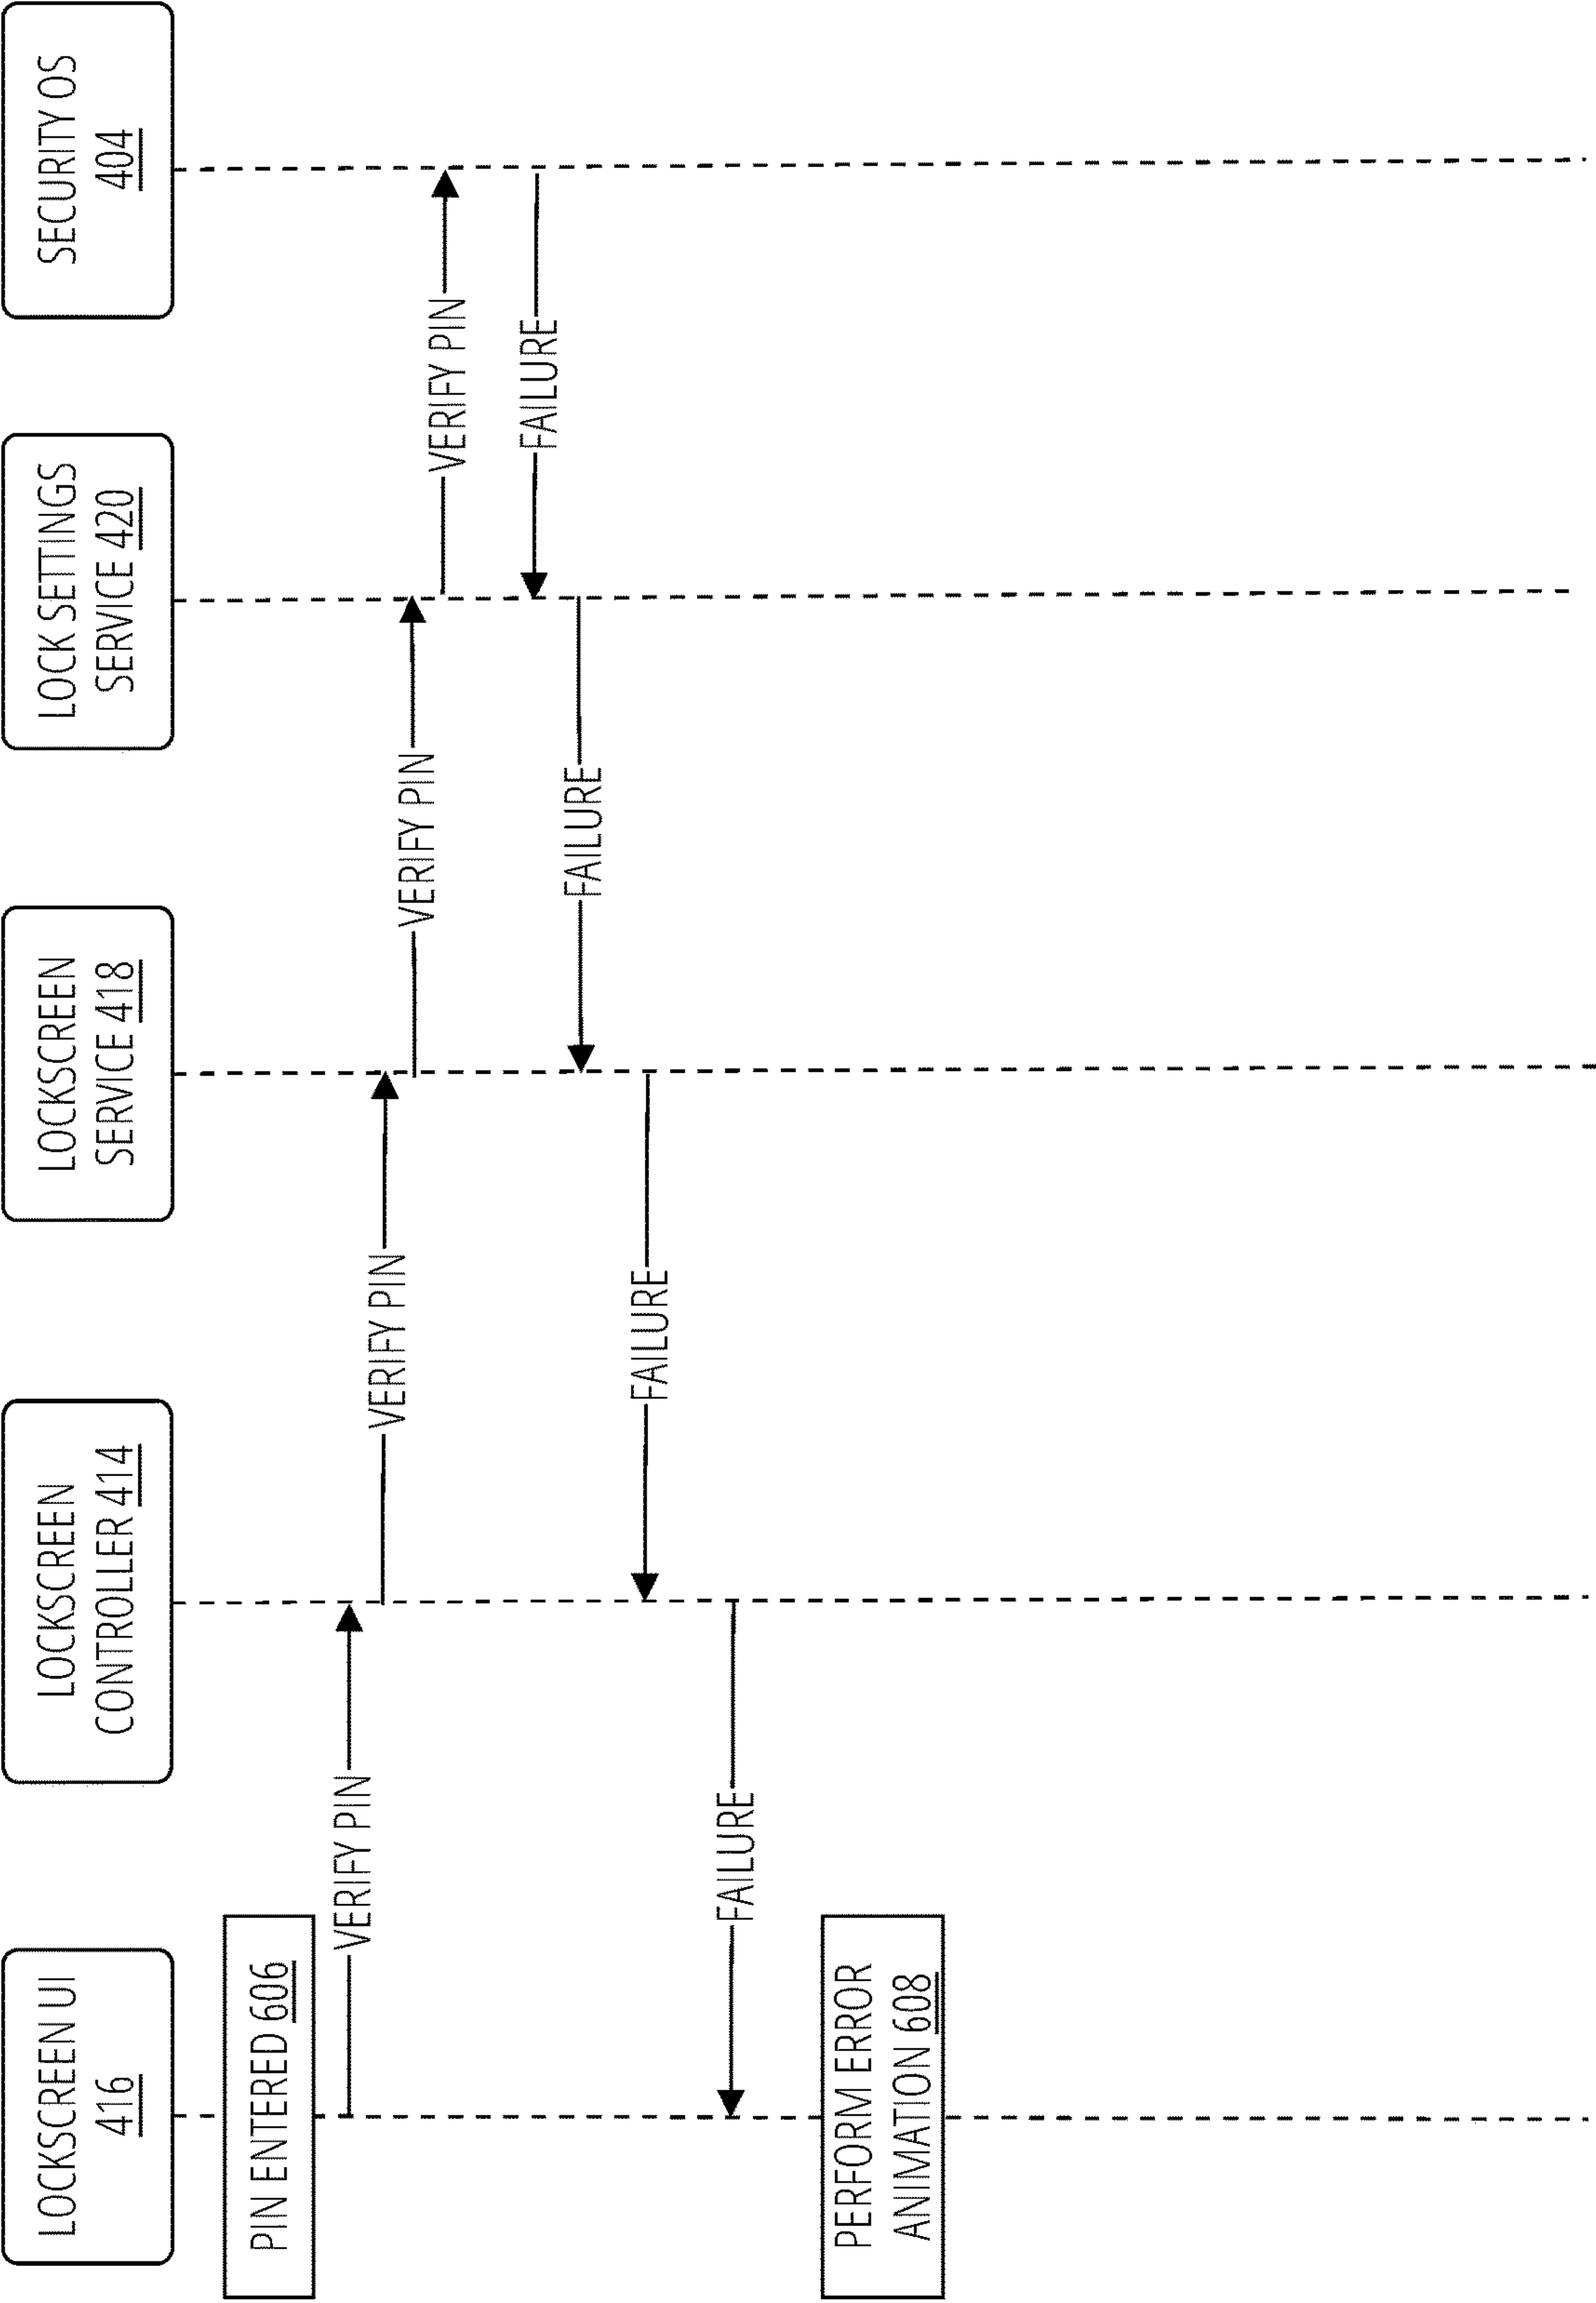 LOCKSCREEN UI
416
LOCKSCREEN
CONTROLLER 414
LOCKSCREEN
SERVICE 418
LOCK SETTINGS
SERVICE 420
SECURITY OS
404
PIN ENTERED 606
VERIFY PIN
VERIFY PIN
VERIFY PIN
VERIFY PIN
FAILURE
FAILURE
FAILURE
FAILURE
PERFORM ERROR
ANIMATION 608